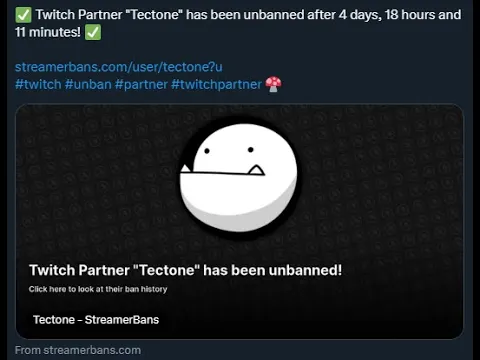 ✅ Twitch Partner "Tectone" has been unbanned after 4 days, 18 hours and
11 minutes! ✅
streamerbans.com/user/tectone?u
#twitch #unban #partner #twitchpartner 🍄
Twitch Partner "Tectone" has been unbanned!
Click here to look at their ban history
Tectone - StreamerBans
From streamerbans.com